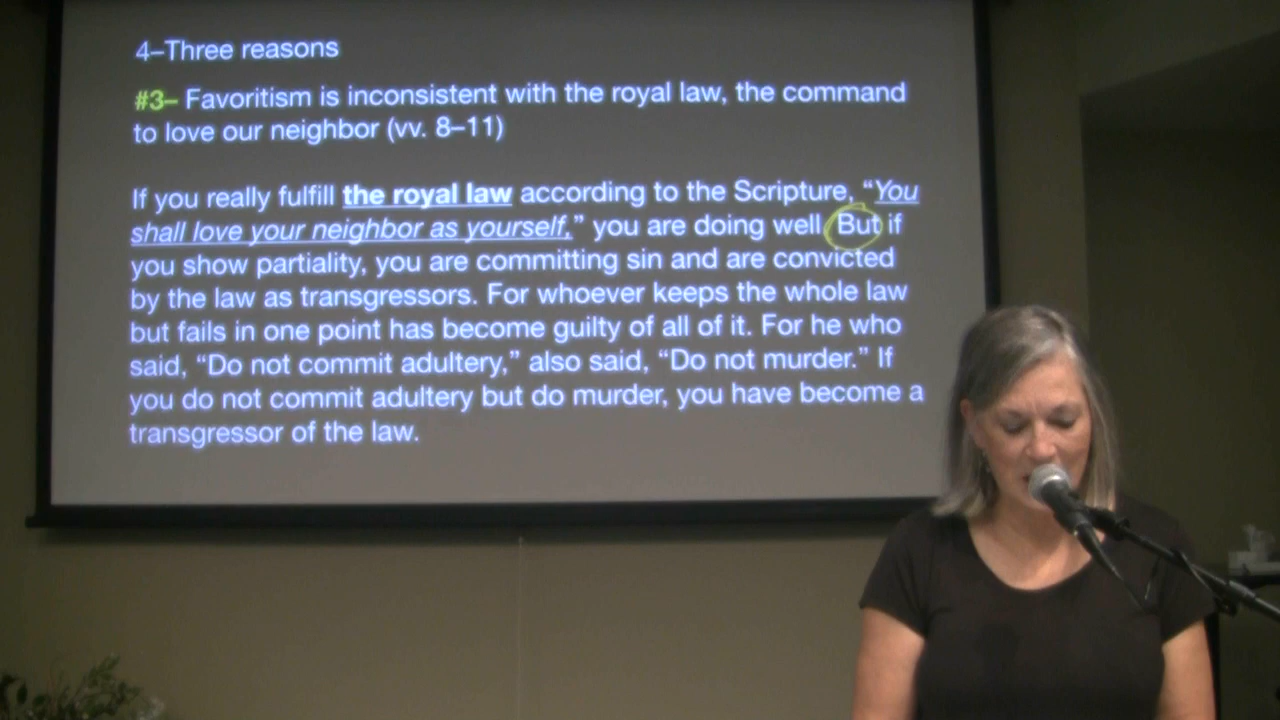 4–Three reasons
#3– Favoritism is inconsistent with the royal law, the command
to love our neighbor (vv. 8–11)
If you really fulfill the royal law according to the Scripture, “You
shall love your neighbor as yourself,” you are doing well. But if
you show partiality, you are committing sin and are convicted
by the law as transgressors. For whoever keeps the whole law
but fails in one point has become guilty of all of it. For he who
said, “Do not commit adultery,” also said, “Do not murder.” If
you do not commit adultery but do murder, you have become a
transgressor of the law.